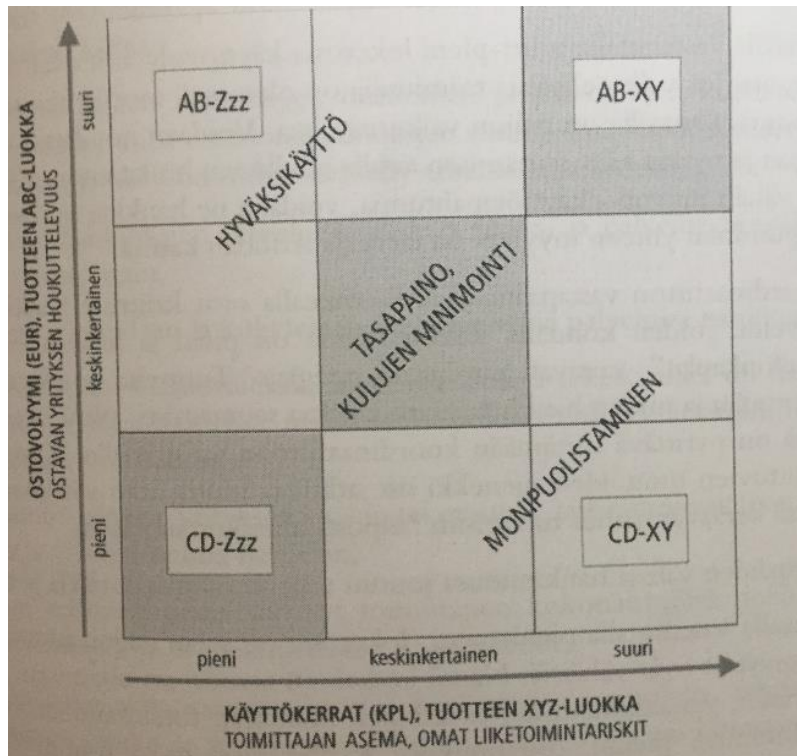 OSTOVOLYYMI (EUR), TUOTTEEN ABC-LUOKKA
OSTAVAN YRITYKSEN HOUKUTTELEVUUS
suuri
keskinkertainen
pieni
AB-Zzz
AB-XY
HYVÄKSIKÄYTTÖ
TASAPAINO,
KULUJEN MINIMOINTI
MONIPUOLISTAMINEN
CD-Zzz
CD-XY
pieni
keskinkertainen
suuri
KÄYTTÖKERRAT (KPL), TUOTTEEN XYZ-LUOKKA
TOIMITTAJAN ASEMA, OMAT LIIKETOIMINTARISKIT